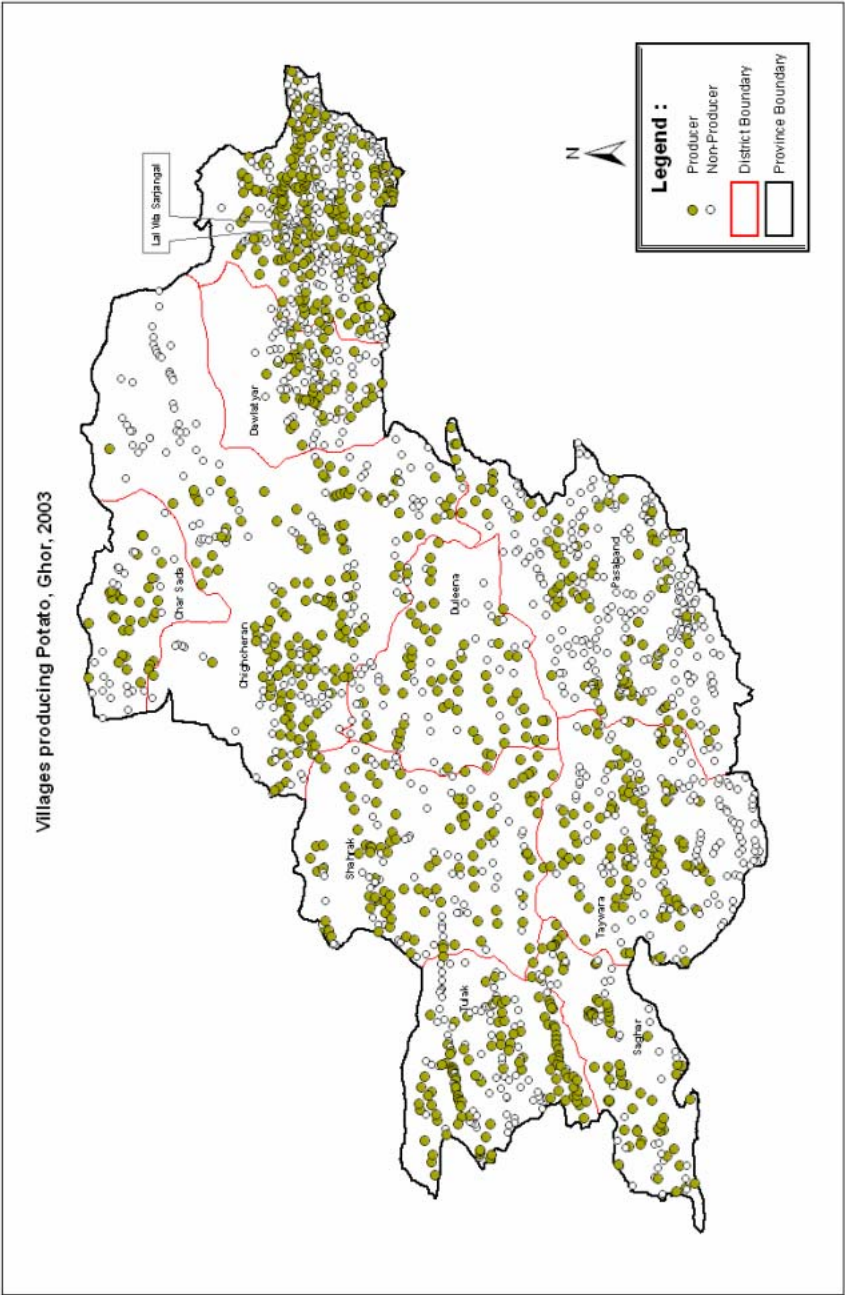 Villages producing Potato, Ghor, 2003
Lal Wa Sarjangal
Dawlatyar
Char Sada
Chighcheran
Duleena
Pasaband
Shahrak
Taywara
Tulak
Saghar
N
Legend :
Producer
Non-Producer
District Boundary
Province Boundary